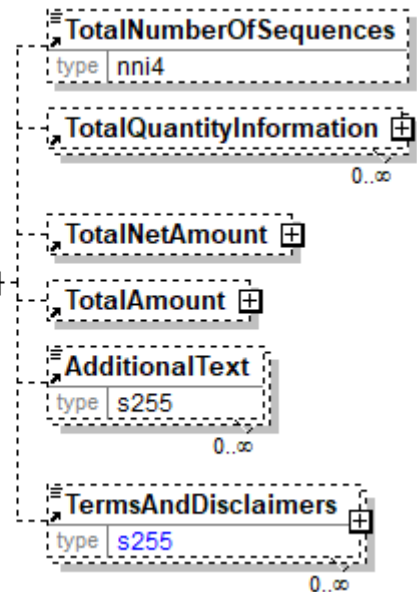 TotalNumberOfSequences
type nni4
TotalQuantityInformation
0..∞
TotalNetAmount
TotalAmount
AdditionalText
type s255
0..∞
TermsAndDisclaimers
type s255
0..∞